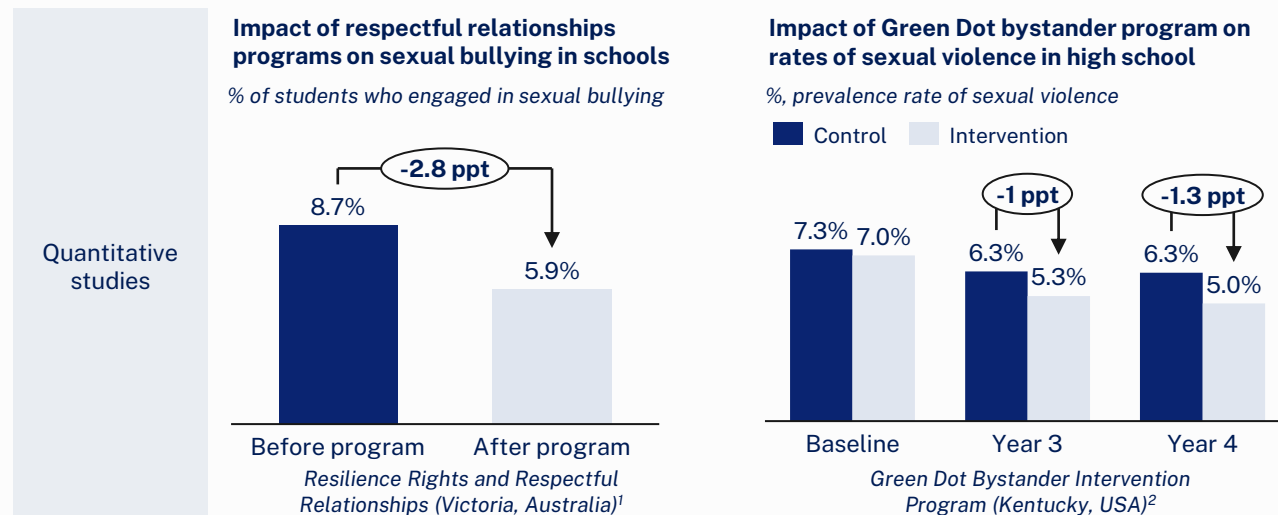 Quantitative
studies
Impact of respectful relationships
programs on sexual bullying in schools
% of students who engaged in sexual bullying
-2.8 ppt
8.7%
5.9%
Before program
After program
Resilience Rights and Respectful
Relationships (Victoria, Australia)¹
Impact of Green Dot bystander program on
rates of sexual violence in high school
%, prevalence rate of sexual violence
Control
Intervention
-1 ppt
-1.3 ppt
7.3%
7.0%
6.3%
5.3%
6.3%
5.0%
Baseline
Year 3
Year 4
Green Dot Bystander Intervention
Program (Kentucky, USA)²